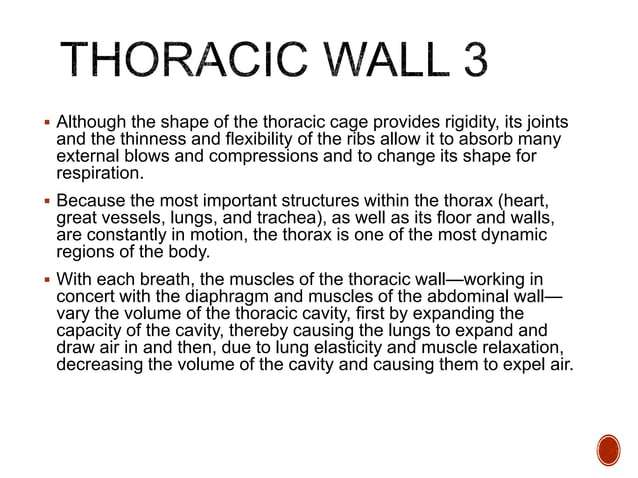 THORACIC WALL 3
▪ Although the shape of the thoracic cage provides rigidity, its joints
and the thinness and flexibility of the ribs allow it to absorb many
external blows and compressions and to change its shape for
respiration.
▪ Because the most important structures within the thorax (heart,
great vessels, lungs, and trachea), as well as its floor and walls,
are constantly in motion, the thorax is one of the most dynamic
regions of the body.
▪ With each breath, the muscles of the thoracic wall—working in
concert with the diaphragm and muscles of the abdominal wall—
vary the volume of the thoracic cavity, first by expanding the
capacity of the cavity, thereby causing the lungs to expand and
draw air in and then, due to lung elasticity and muscle relaxation,
decreasing the volume of the cavity and causing them to expel air.